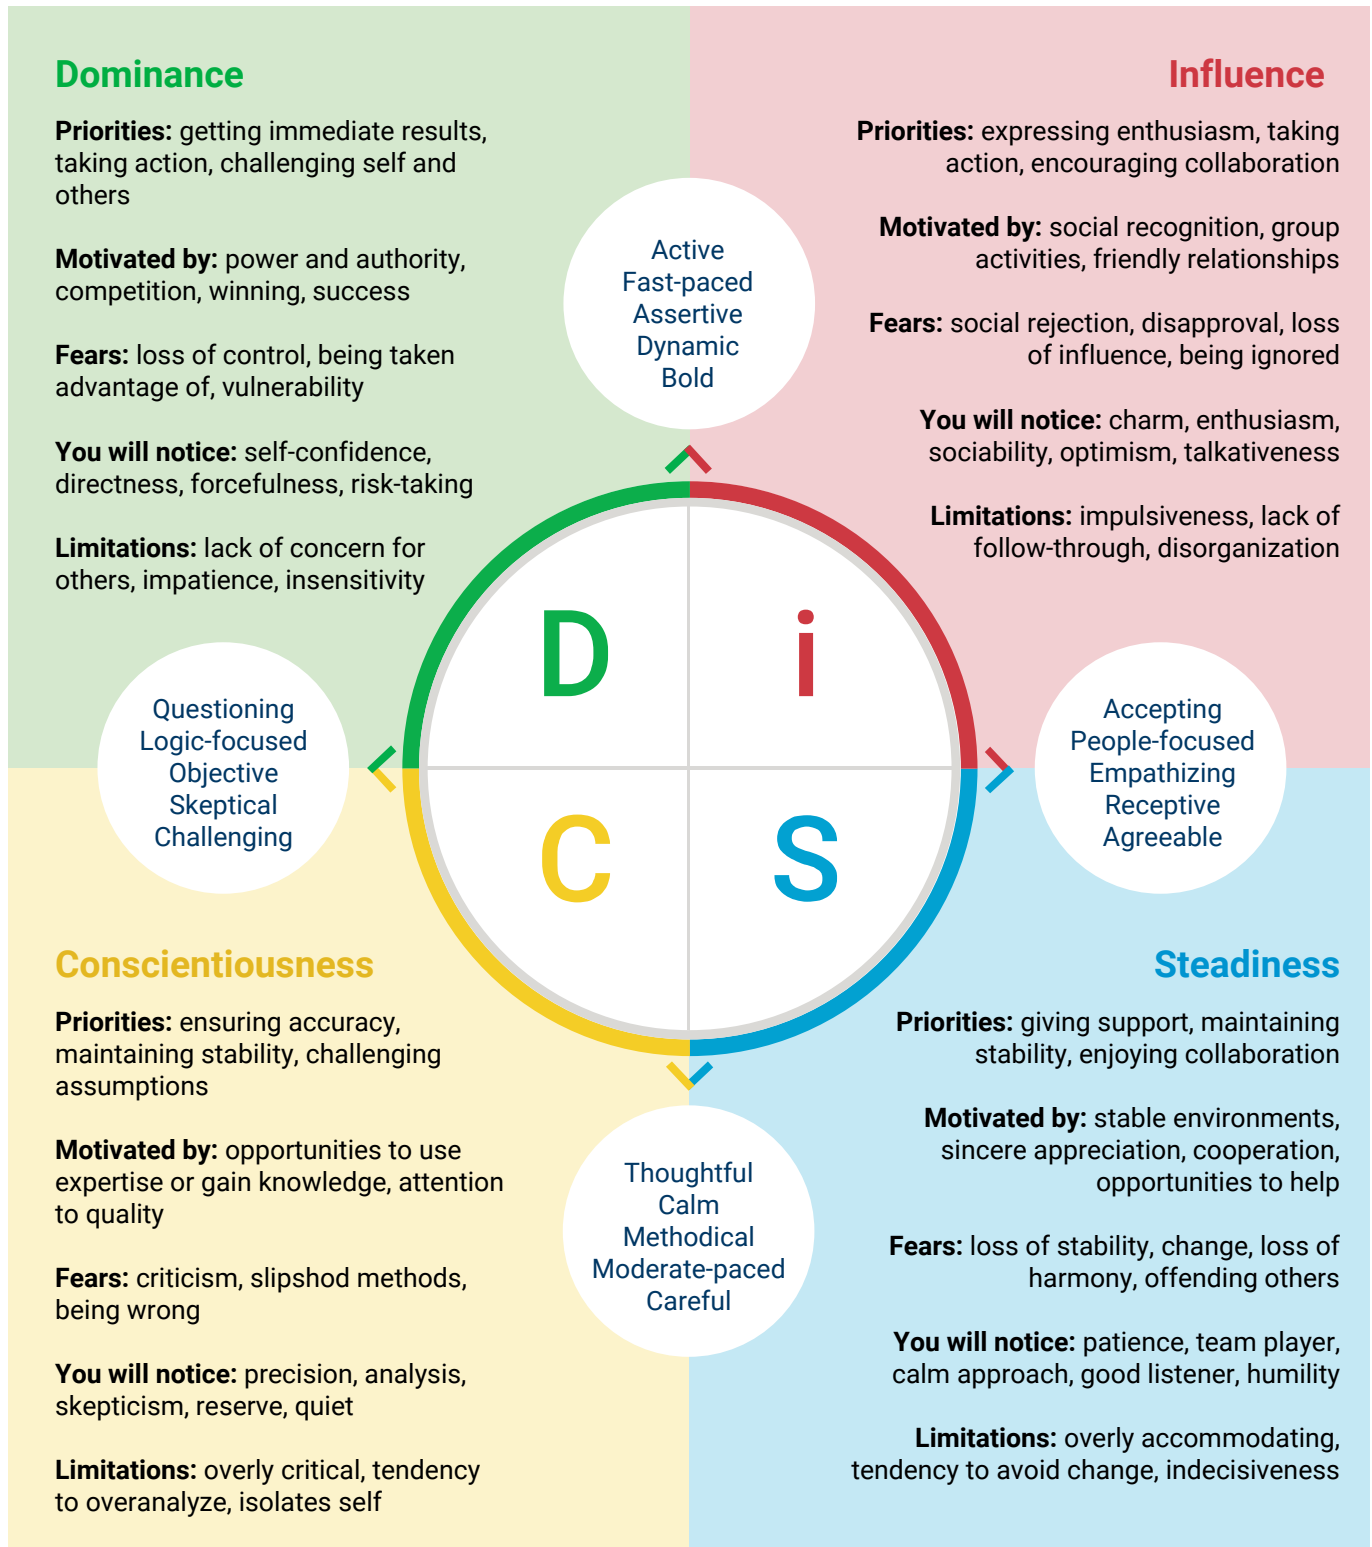 Dominance
Priorities: getting immediate results,
taking action, challenging self and
others
Motivated by: power and authority,
competition, winning, success
Fears: loss of control, being taken
advantage of, vulnerability
You will notice: self-confidence,
directness, forcefulness, risk-taking
Limitations: lack of concern for
others, impatience, insensitivity
Influence
Priorities: expressing enthusiasm, taking
action, encouraging collaboration
Motivated by: social recognition, group
activities, friendly relationships
Fears: social rejection, disapproval, loss
of influence, being ignored
You will notice: charm, enthusiasm,
sociability, optimism, talkativeness
Limitations: impulsiveness, lack of
follow-through, disorganization
Active
Fast-paced
Assertive
Dynamic
Bold
D
i
Questioning
Logic-focused
Objective
Skeptical
Challenging
Accepting
People-focused
Empathizing
Receptive
Agreeable
C
S
Conscientiousness
Priorities: ensuring accuracy,
maintaining stability, challenging
assumptions
Motivated by: opportunities to use
expertise or gain knowledge, attention
to quality
Fears: criticism, slipshod methods,
being wrong
You will notice: precision, analysis,
skepticism, reserve, quiet
Limitations: overly critical, tendency
to overanalyze, isolates self
Thoughtful
Calm
Methodical
Moderate-paced
Careful
Steadiness
Priorities: giving support, maintaining
stability, enjoying collaboration
Motivated by: stable environments,
sincere appreciation, cooperation,
opportunities to help
Fears: loss of stability, change, loss of
harmony, offending others
You will notice: patience, team player,
calm approach, good listener, humility
Limitations: overly accommodating,
tendency to avoid change, indecisiveness